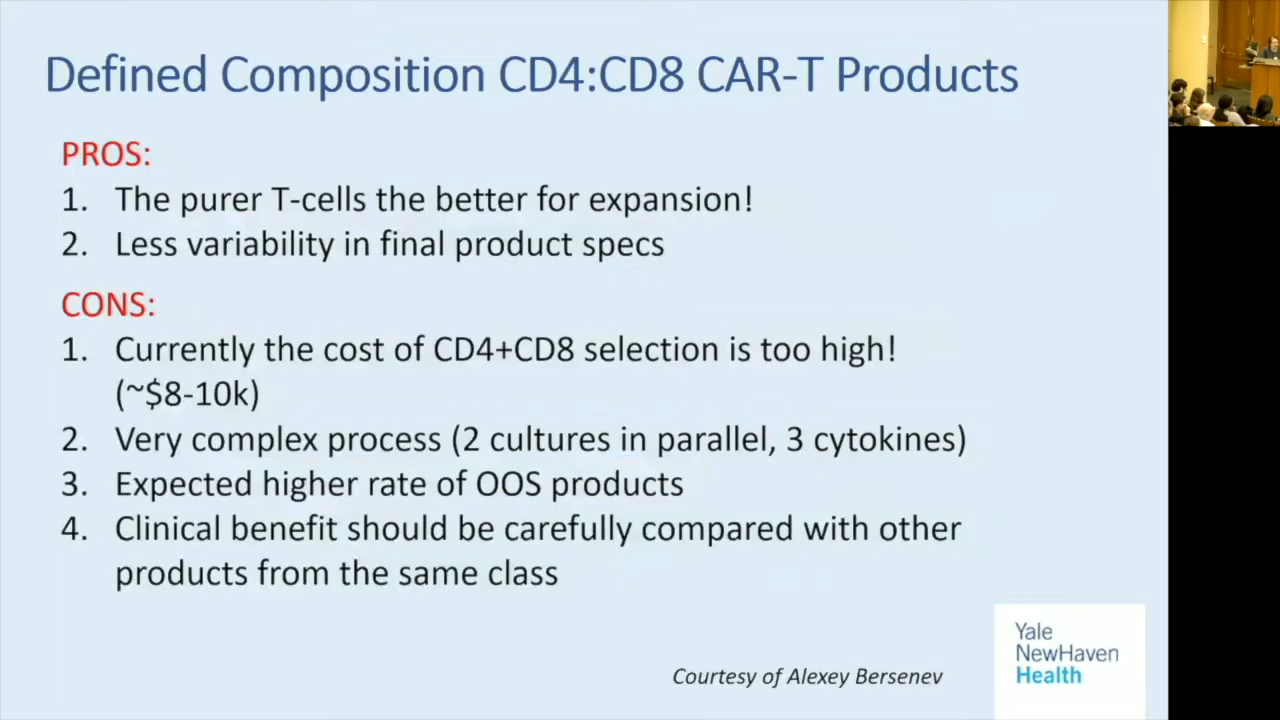 Defined Composition CD4:CD8 CAR-T Products
PROS:
1. The purer T-cells the better for expansion!
2. Less variability in final product specs
CONS:
1. Currently the cost of CD4+CD8 selection is too high!
(~$8-10k)
2. Very complex process (2 cultures in parallel, 3 cytokines)
3. Expected higher rate of OOS products
4. Clinical benefit should be carefully compared with other
products from the same class
Courtesy of Alexey Bersenev
Yale
NewHaven
Health